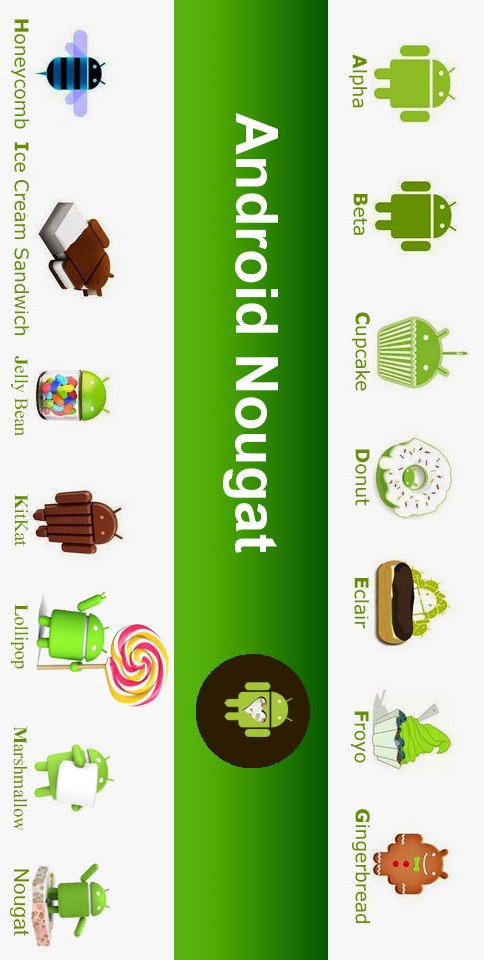 Alpha
Beta
Cupcake
Donut
Eclair
Froyo
Gingerbread
Android Nougat
Honeycomb
Ice Cream Sandwich
Jelly Bean
KitKat
Lollipop
Marshmallow
Nougat